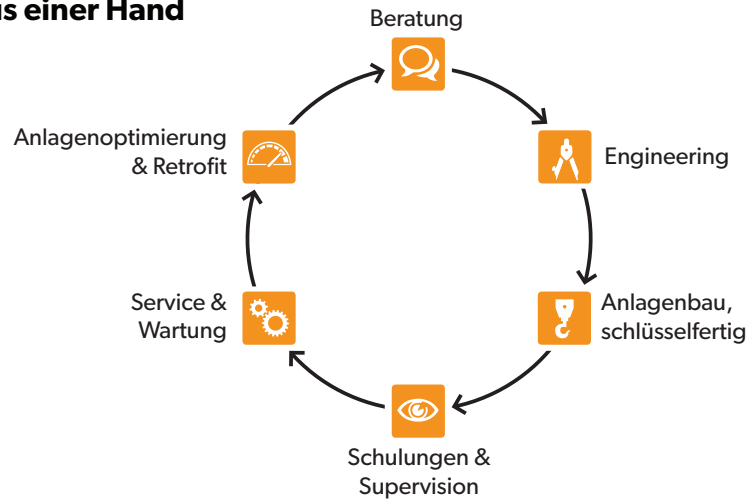 s einer Hand
Beratung
Engineering
Anlagenbau,
schlüsselfertig
Schulungen &
Supervision
Service &
Wartung
Anlagenoptimierung
& Retrofit